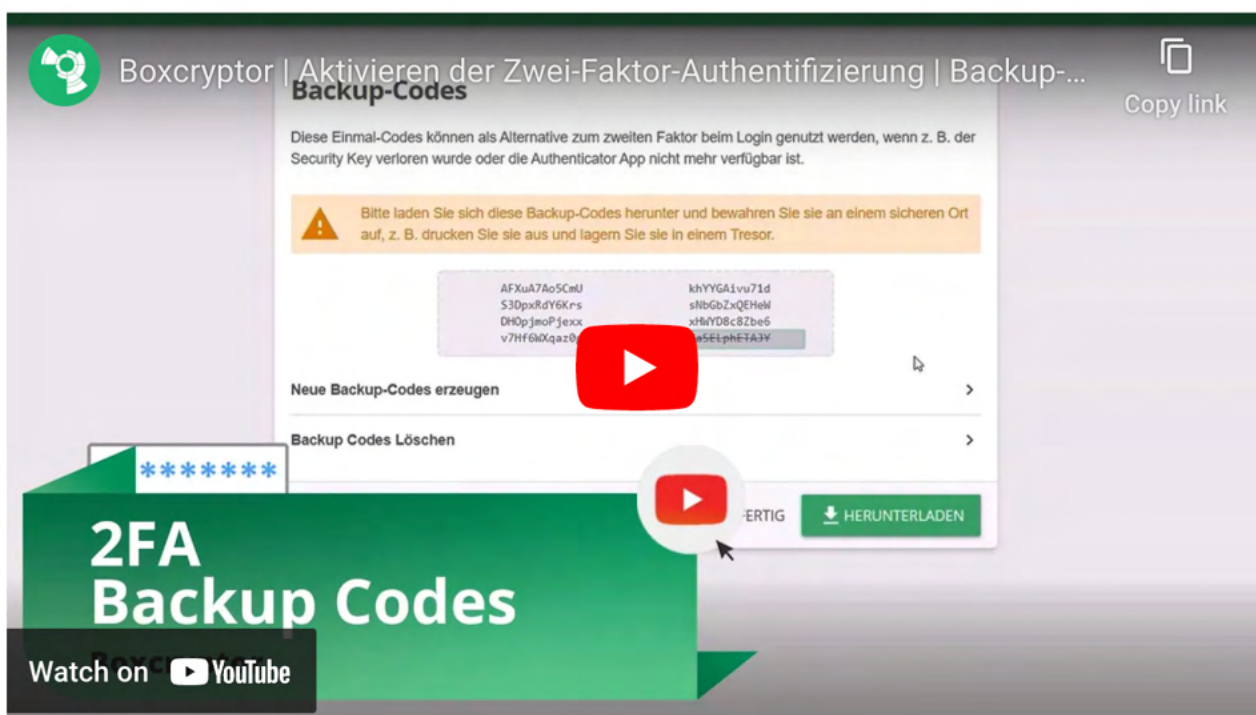 Boxcryptor | Aktivieren der Zwei-Faktor-Authentifizierung | Backup-...
Copy link
Backup-Codes
Diese Einmal-Codes können als Alternative zum zweiten Faktor beim Login genutzt werden, wenn z. B. der
Security Key verloren wurde oder die Authenticator App nicht mehr verfügbar ist.
Bitte laden Sie sich diese Backup-Codes herunter und bewahren Sie sie an einem sicheren Ort
auf, z. B. drucken Sie sie aus und lagern Sie sie in einem Tresor.
AFXuA7Ao5CmU khYYGAivu71d
S3DpxRdY6Krs sNbGbZxQEHeW
DHOpjmoPjexx xHWYD8c8Zbe6
Neue Backup-Codes erzeugen
Backup Codes Löschen
*******
HERUNTERLADEN
2FA
Backup Codes
Watch on YouTube